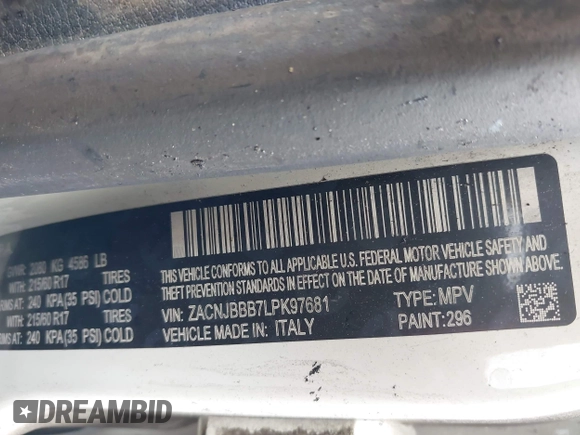 GVWR: 2080 KG 4586 LB
WITH: 215/60 R17 TIRES
RIMS AT: 240 KPA(35 PSI) COLD
WITH: 215/60 R17 TIRES
RIMS AT: 240 KPA(35 PSI) COLD
THIS VEHICLE CONFORMS TO ALL APPLICABLE U.S. FEDERAL MOTOR VEHICLE SAFETY AND
THEFT PREVENTION STANDARDS IN EFFECT ON THE DATE OF MANUFACTURE SHOWN ABOVE
VIN: ZACNJBBB7LPK97681 TYPE: MPV
VEHICLE MADE IN: ITALY PAINT: 296
DREAMBID